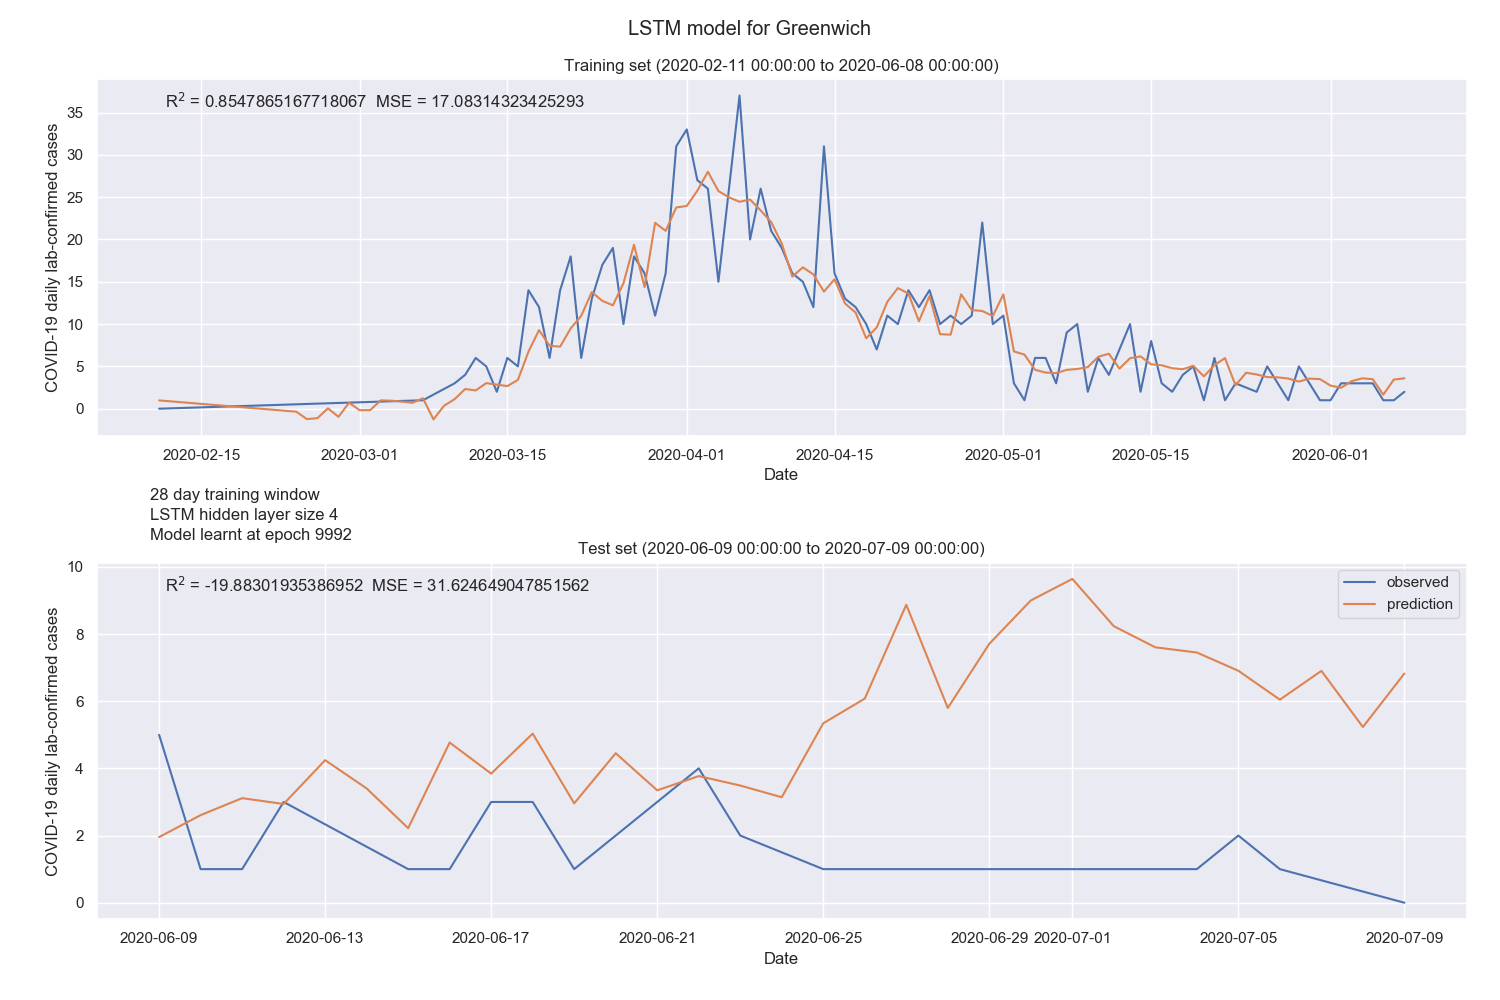 LSTM model for Greenwich
Training set (2020-02-11 00:00:00 to 2020-06-08 00:00:00)
R² = 0.8547865167718067 MSE = 17.08314323425293
COVID-19 daily lab-confirmed cases
35
30
25
20
15
10
5
0
2020-02-15 2020-03-01 2020-03-15 2020-04-01 2020-04-15 2020-05-01 2020-05-15 2020-06-01
Date
28 day training window
LSTM hidden layer size 4
Model learnt at epoch 9992
Test set (2020-06-09 00:00:00 to 2020-07-09 00:00:00)
R² = -19.88301935386952 MSE = 31.624649047851562
observed
prediction
COVID-19 daily lab-confirmed cases
10
8
6
4
2
0
2020-06-09 2020-06-13 2020-06-17 2020-06-21 2020-06-25 2020-06-29 2020-07-01 2020-07-05 2020-07-09
Date